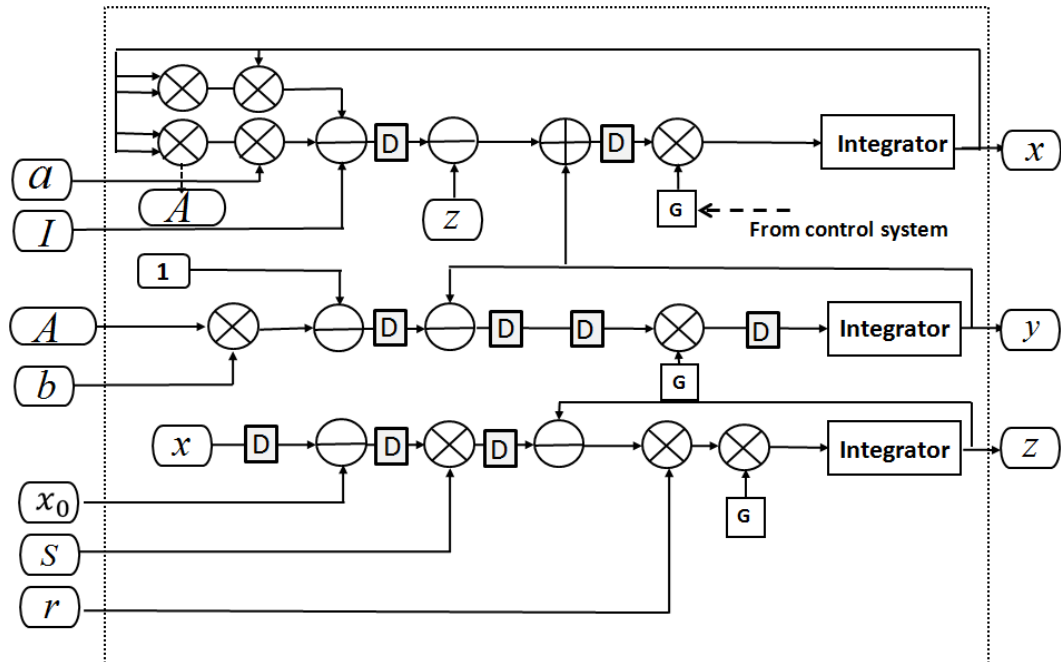 Integrator
x
D
D
a
A
z
G
From control system
I
1
A
D
D
D
D
Integrator
y
b
G
x
D
D
D
Integrator
z
x₀
G
S
r